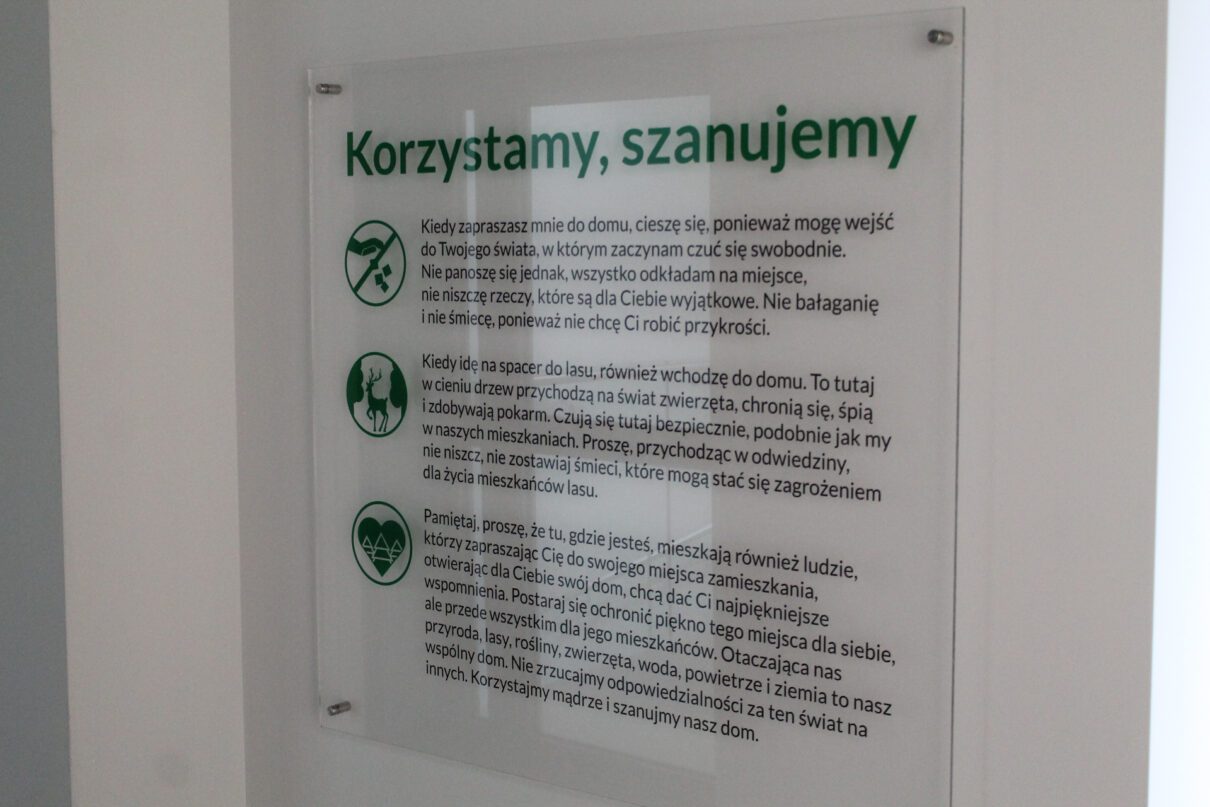 Korzystamy, szanujemy
Kiedy zapraszasz mnie do domu, cieszę się, ponieważ mogę wejść
do Twojego świata, w którym zaczynam czuć się swobodnie.
Nie panoszę się jednak, wszystko odkładam na miejsce,
nie niszczę rzeczy, które są dla Ciebie wyjątkowe. Nie bałaganię
i nie śmiecę, ponieważ nie chcę Ci robić przykrości.
Kiedy idę na spacer do lasu, również wchodzę do domu. To tutaj
w cieniu drzew przychodzą na świat zwierzęta, chronią się, śpią
i zdobywają pokarm. Czują się tutaj bezpiecznie, podobnie jak my
w naszych mieszkaniach. Proszę, przychodząc w odwiedziny,
nie niszcz, nie zostawiaj śmieci, które mogą stać się zagrożeniem
dla życia mieszkańców lasu.
Pamiętaj, proszę, że tu, gdzie jesteś, mieszkają również ludzie,
którzy zapraszając Cię do swojego miejsca zamieszkania,
otwierając dla Ciebie swój dom, chcą dać Ci najpiękniejsze
wspomnienia. Postaraj się ochronić piękno tego miejsca dla siebie,
ale przede wszystkim dla jego mieszkańców. Otaczająca nas
przyroda, lasy, rośliny, zwierzęta, woda, powietrze i ziemia to nasz
wspólny dom. Nie zrzucajmy odpowiedzialności za ten świat na
innych. Korzystajmy mądrze i szanujmy nasz dom.